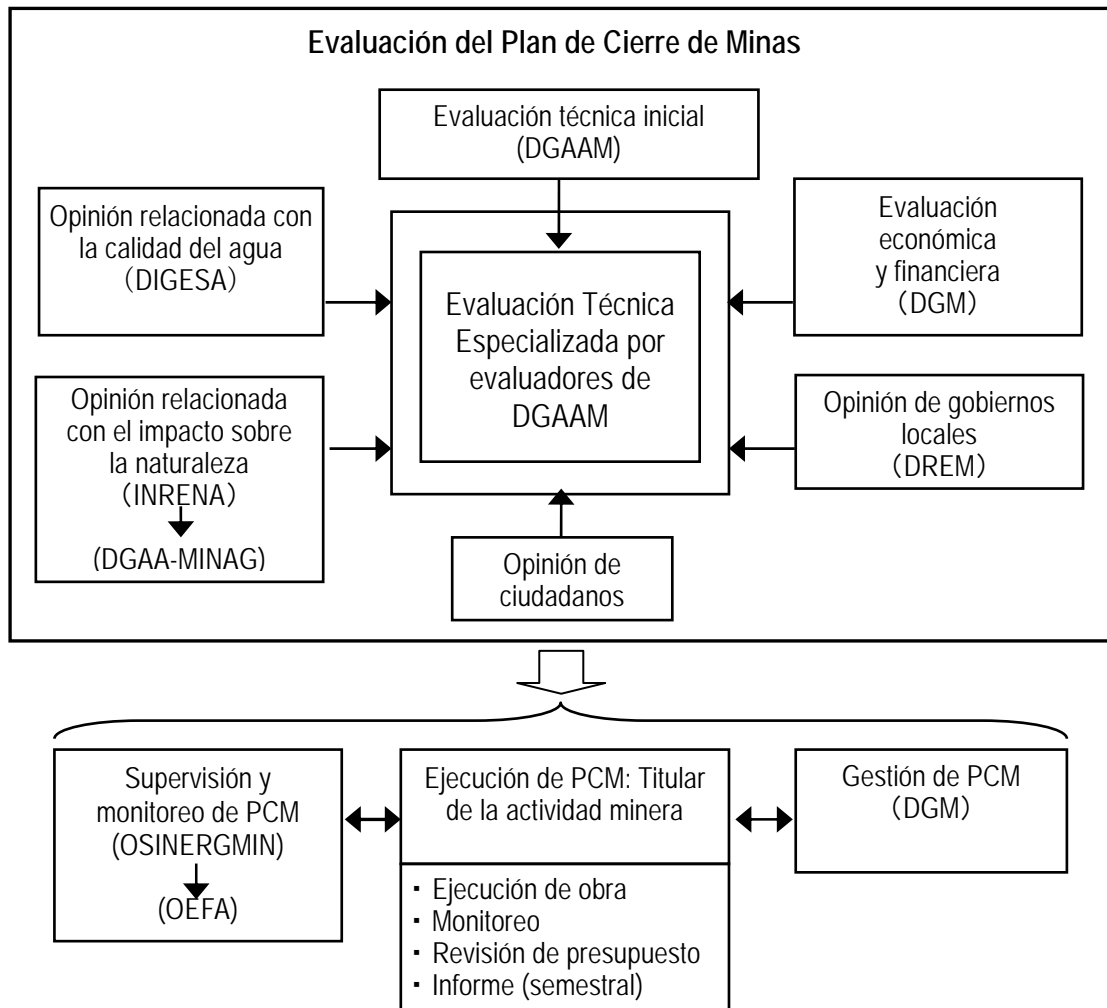 Evaluación del Plan de Cierre de Minas
Evaluación técnica inicial
(DGAAM)
Opinión relacionada con
la calidad del agua
(DIGESA)
Evaluación
económica
y financiera
(DGM)
Evaluación Técnica
Especializada por
evaluadores de
DGAAM
Opinión relacionada
con el impacto sobre
la naturaleza
(INRENA)
(DGAA-MINAG)
Opinión de gobiernos
locales
(DREM)
Opinión de
ciudadanos
Supervisión y
monitoreo de PCM
(OSINERGMIN)
(OEFA)
Ejecución de PCM: Titular
de la actividad minera
・Ejecución de obra
・Monitoreo
・Revisión de presupuesto
・Informe (semestral)
Gestión de PCM
(DGM)